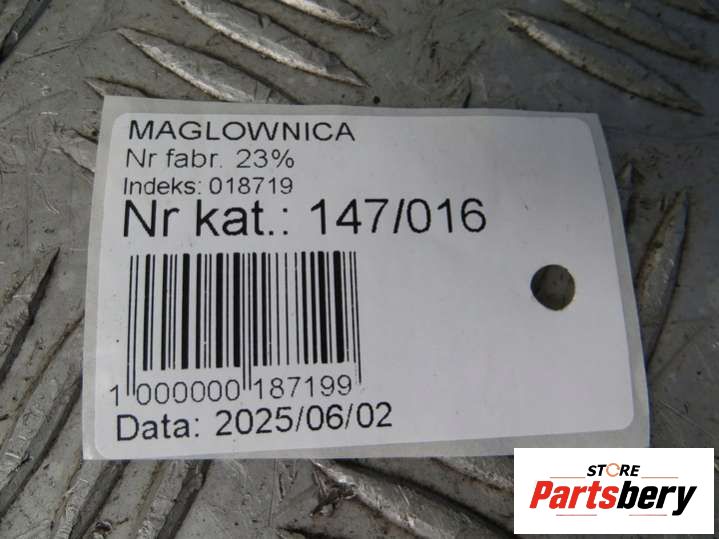 MAGLOWNICA
Nr fabr. 23%
Indeks: 018719
Nr kat.: 147/016
1 000000 187199
Data: 2025/06/02
STORE
Partsbery